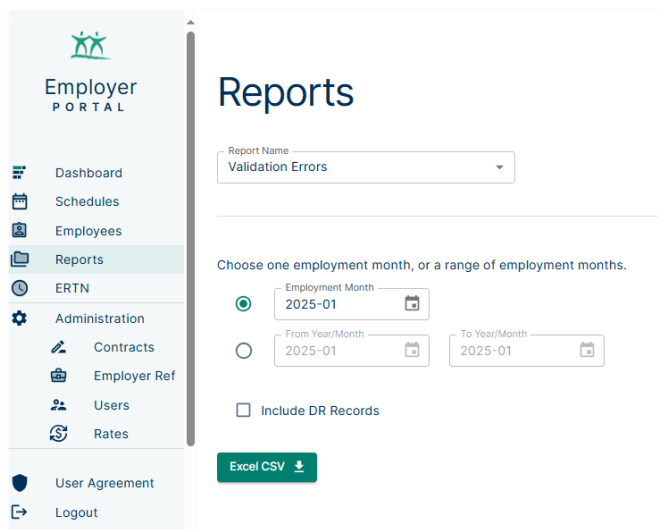 Employer
PORTAL
Dashboard
Schedules
Employees
Reports
ERTN
Administration
Contracts
Employer Ref
Users
Rates
User Agreement
Logout
Reports
Report Name
Validation Errors
Choose one employment month, or a range of employment months.
Employment Month
2025-01
From Year/Month
2025-01
To Year/Month
2025-01
Include DR Records
Excel CSV